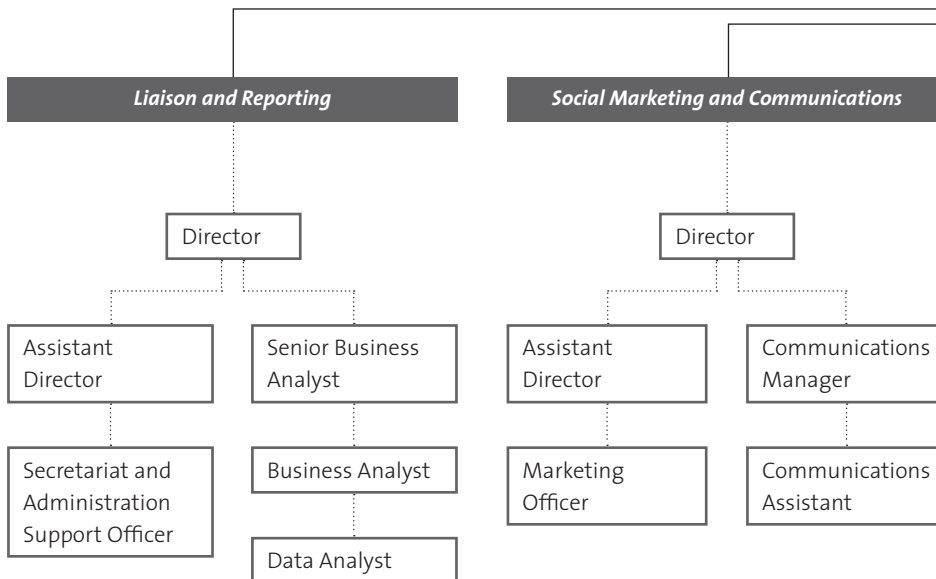 Liaison and Reporting
Social Marketing and Communications
Director
Director
Assistant
Director
Senior Business
Analyst
Assistant
Director
Communications
Manager
Secretariat and
Administration
Support Officer
Business Analyst
Data Analyst
Marketing
Officer
Communications
Assistant